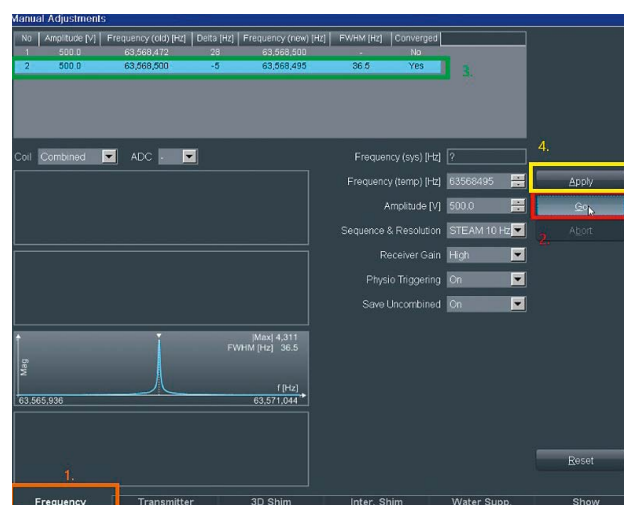 Manual Adjustments
No Amplitude [V] Frequency (old) [Hz] Delta [Hz] Frequency (new) [Hz] FWHM [Hz] Converged
1 500.0 63,568,472 28 63,568,500 - No
2 500.0 63,568,500 -5 63,568,495 36.5 Yes
3.
Coil Combined ADC -
Frequency (sys) [Hz] ?
4.
Frequency (temp) [Hz] 63568495
Apply
Amplitude [V] 500.0
Go
Sequence & Resolution STEAM 10 Hz
2.
Abort
Receiver Gain High
Physio Triggering On
Save Uncombined On
|Max| 4,311
FWHM [Hz] 36.5
Mag
f [Hz]
63,565,936 63,571,044
Reset
1.
Frequency Transmitter 3D Shim Inter. Shim Water Supp. Show